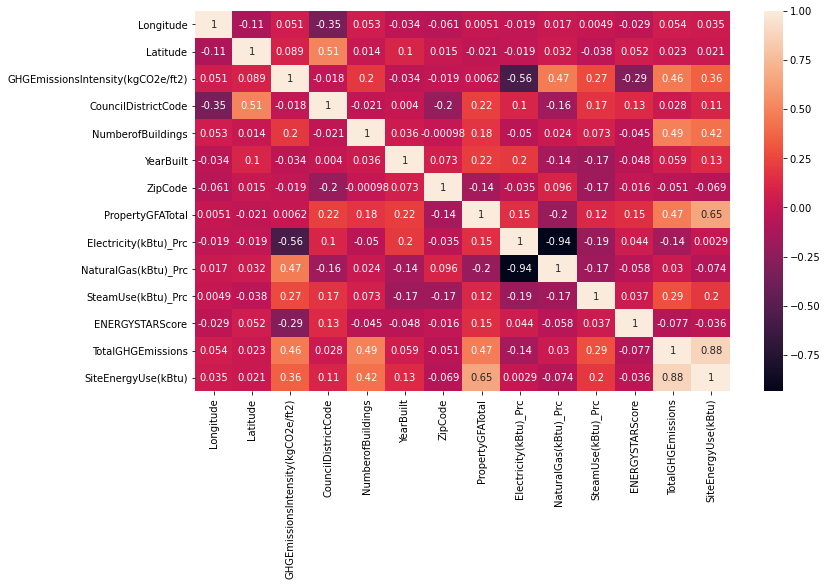 Longitude 1 -0.11 0.051 -0.35 0.053 -0.034 -0.061 0.0051 -0.019 0.017 0.0049 -0.029 0.054 0.035
Latitude -0.11 1 0.089 0.51 0.014 0.1 0.015 -0.021 -0.019 0.032 -0.038 0.052 0.023 0.021
GHGEmissionsIntensity(kgCO2e/ft2) 0.051 0.089 1 -0.018 0.2 -0.034 -0.019 0.0062 -0.56 0.47 0.27 -0.29 0.46 0.36
CouncilDistrictCode -0.35 0.51 -0.018 1 -0.021 0.004 -0.2 0.22 0.1 -0.16 0.17 0.13 0.028 0.11
NumberofBuildings 0.053 0.014 0.2 -0.021 1 0.036 -0.00098 0.18 -0.05 0.024 0.073 -0.045 0.49 0.42
YearBuilt -0.034 0.1 -0.034 0.004 0.036 1 0.073 0.22 0.2 -0.14 -0.17 -0.048 0.059 0.13
ZipCode -0.061 0.015 -0.019 -0.2 -0.00098 0.073 1 -0.14 -0.035 0.096 -0.17 -0.016 -0.051 -0.069
PropertyGFATotal 0.0051 -0.021 0.0062 0.22 0.18 0.22 -0.14 1 0.15 -0.2 0.12 0.15 0.47 0.65
Electricity(kBtu)_Prc -0.019 -0.019 -0.56 0.1 -0.05 0.2 -0.035 0.15 1 -0.94 -0.19 0.044 -0.14 0.0029
NaturalGas(kBtu)_Prc 0.017 0.032 0.47 -0.16 0.024 -0.14 0.096 -0.2 -0.94 1 -0.17 -0.058 0.03 -0.074
SteamUse(kBtu)_Prc 0.0049 -0.038 0.27 0.17 0.073 -0.17 -0.17 0.12 -0.19 -0.17 1 0.037 0.29 0.2
ENERGYSTARScore -0.029 0.052 -0.29 0.13 -0.045 -0.048 -0.016 0.15 0.044 -0.058 0.037 1 -0.077 -0.036
TotalGHGEmissions 0.054 0.023 0.46 0.028 0.49 0.059 -0.051 0.47 -0.14 0.03 0.29 -0.077 1 0.88
SiteEnergyUse(kBtu) 0.035 0.021 0.36 0.11 0.42 0.13 -0.069 0.65 0.0029 -0.074 0.2 -0.036 0.88 1
Longitude
Latitude
GHGEmissionsIntensity(kgCO2e/ft2)
CouncilDistrictCode
NumberofBuildings
YearBuilt
ZipCode
PropertyGFATotal
Electricity(kBtu)_Prc
NaturalGas(kBtu)_Prc
SteamUse(kBtu)_Prc
ENERGYSTARScore
TotalGHGEmissions
SiteEnergyUse(kBtu)
1.00
0.75
0.50
0.25
0.00
-0.25
-0.50
-0.75